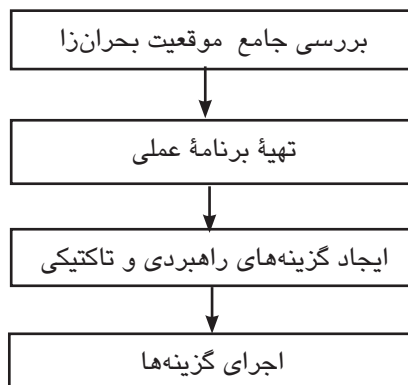 بررسی جامع موقعیت بحران‌زا
تهیهٔ برنامهٔ عملی
ایجاد گزینه‌های راهبردی و تاکتیکی
اجرای گزینه‌ها